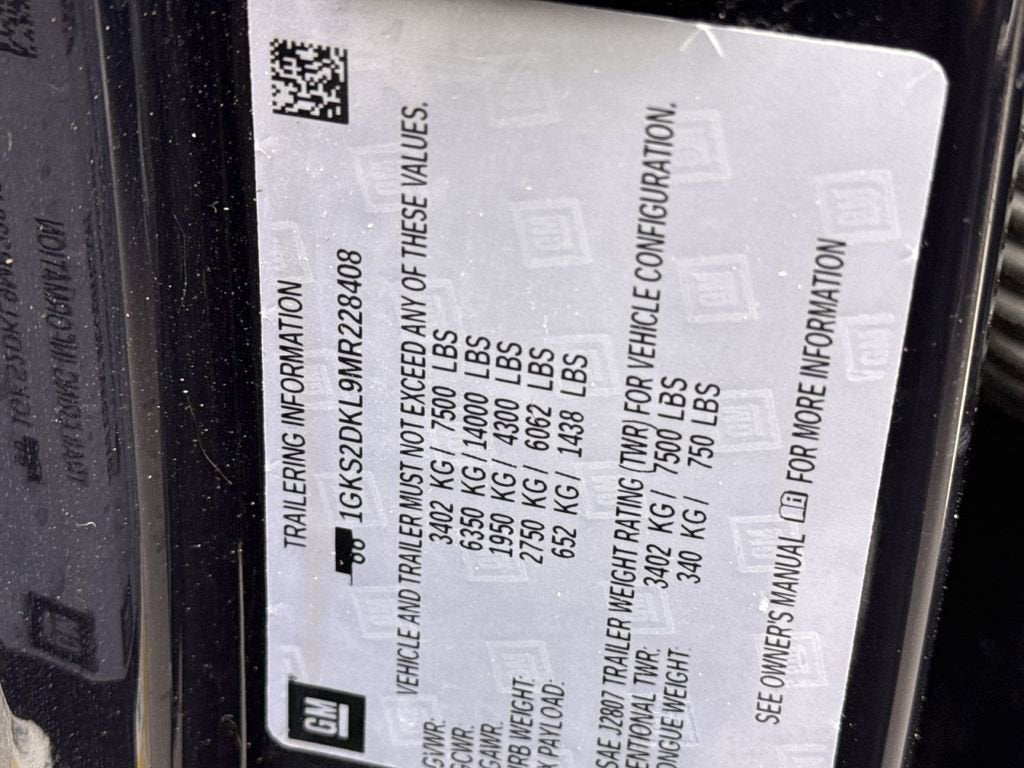 GM
TRAILERING INFORMATION
1GKS2DKL9MR228408
VEHICLE AND TRAILER MUST NOT EXCEED ANY OF THESE VALUES.
GVWR: 3402 KG / 7500 LBS
GCWR: 6350 KG / 14000 LBS
GAWR: 1950 KG / 4300 LBS
URB WEIGHT: 2750 KG / 6062 LBS
X PAYLOAD: 652 KG / 1438 LBS
SAE J2807 TRAILER WEIGHT RATING (TWR) FOR VEHICLE CONFIGURATION.
ENTIONAL TWR: 3402 KG / 7500 LBS
ONGUE WEIGHT: 340 KG / 750 LBS
SEE OWNER'S MANUAL FOR MORE INFORMATION